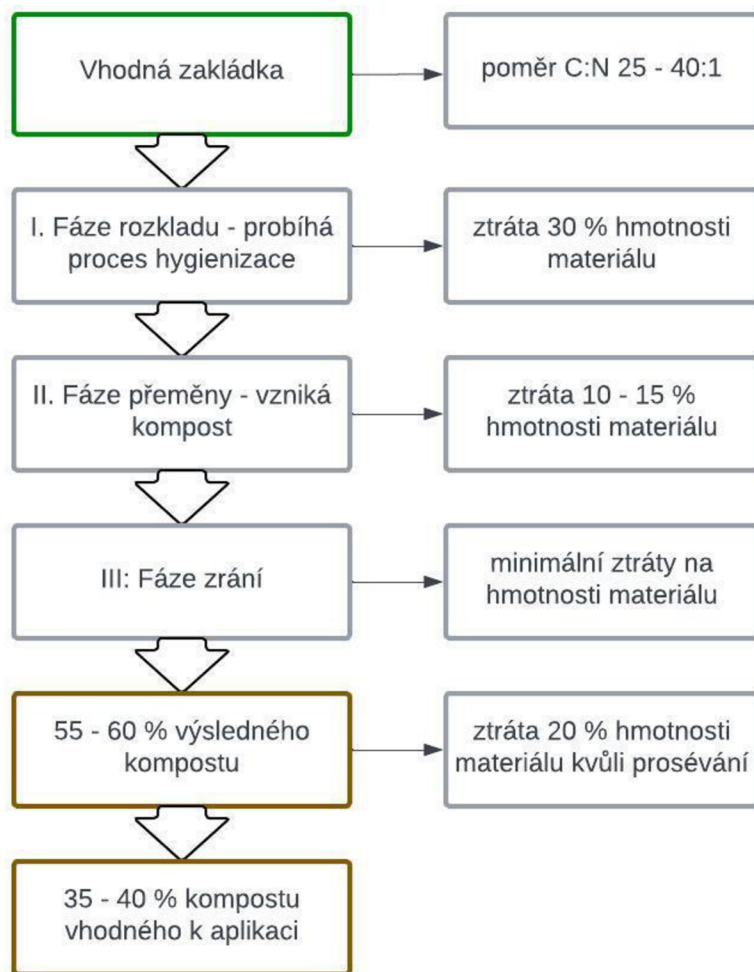 Vhodná zakládka
poměr C:N 25 - 40:1
I. Fáze rozkladu - probíhá
proces hygienizace
ztráta 30 % hmotnosti
materiálu
II. Fáze přeměny - vzniká
kompost
ztráta 10 - 15 %
hmotnosti materiálu
III: Fáze zrání
minimální ztráty na
hmotnosti materiálu
55 - 60 % výsledného
kompostu
ztráta 20 % hmotnosti
materiálu kvůli prosévání
35 - 40 % kompostu
vhodného k aplikaci